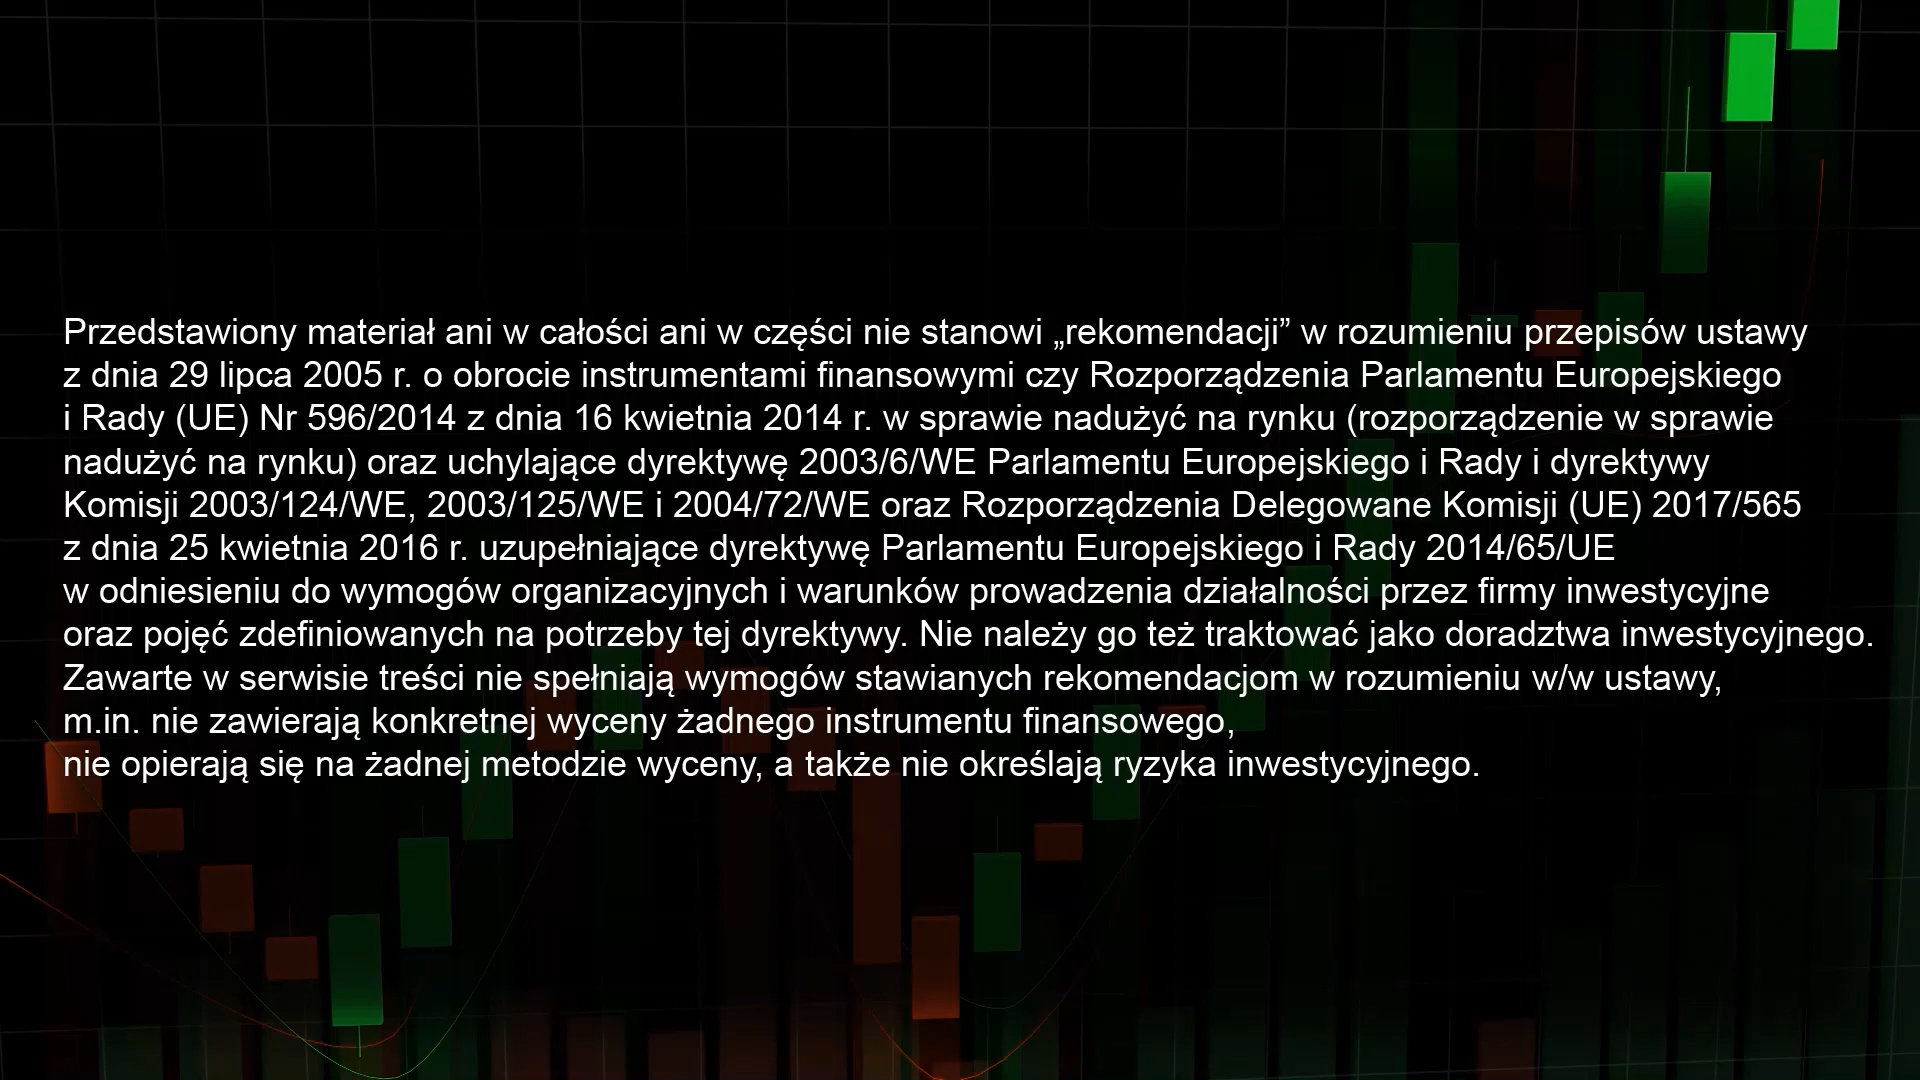 Przedstawiony materiał ani w całości ani w części nie stanowi „rekomendacji” w rozumieniu przepisów ustawy
z dnia 29 lipca 2005 r. o obrocie instrumentami finansowymi czy Rozporządzenia Parlamentu Europejskiego
i Rady (UE) Nr 596/2014 z dnia 16 kwietnia 2014 r. w sprawie nadużyć na rynku (rozporządzenie w sprawie
nadużyć na rynku) oraz uchylające dyrektywę 2003/6/WE Parlamentu Europejskiego i Rady i dyrektywy
Komisji 2003/124/WE, 2003/125/WE i 2004/72/WE oraz Rozporządzenia Delegowane Komisji (UE) 2017/565
z dnia 25 kwietnia 2016 r. uzupełniające dyrektywę Parlamentu Europejskiego i Rady 2014/65/UE
w odniesieniu do wymogów organizacyjnych i warunków prowadzenia działalności przez firmy inwestycyjne
oraz pojęć zdefiniowanych na potrzeby tej dyrektywy. Nie należy go też traktować jako doradztwa inwestycyjnego.
Zawarte w serwisie treści nie spełniają wymogów stawianych rekomendacjom w rozumieniu w/w ustawy,
m.in. nie zawierają konkretnej wyceny żadnego instrumentu finansowego,
nie opierają się na żadnej metodzie wyceny, a także nie określają ryzyka inwestycyjnego.